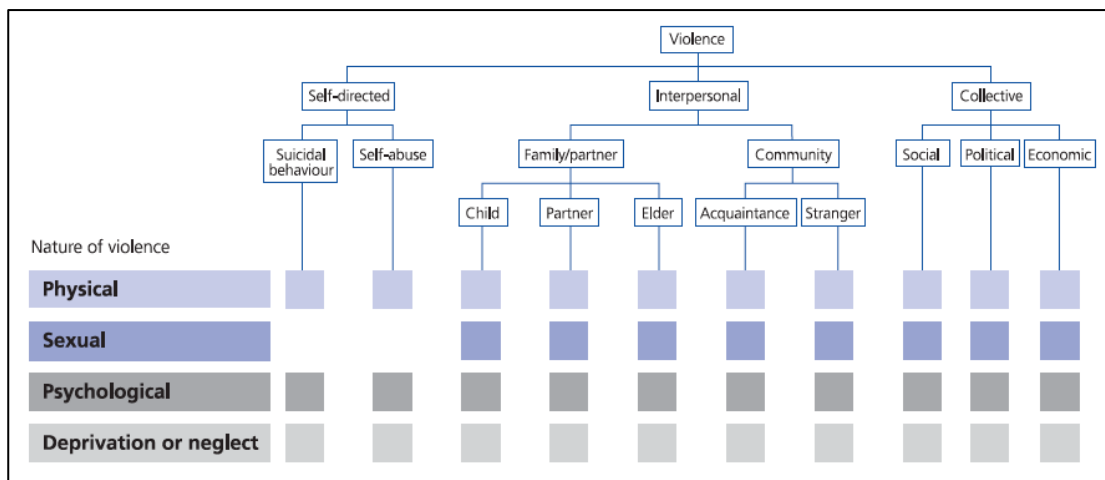 Violence
Self-directed
Interpersonal
Collective
Suicidal
behaviour
Self-abuse
Family/partner
Community
Social
Political
Economic
Child
Partner
Elder
Acquaintance
Stranger
Nature of violence
Physical
Sexual
Psychological
Deprivation or neglect